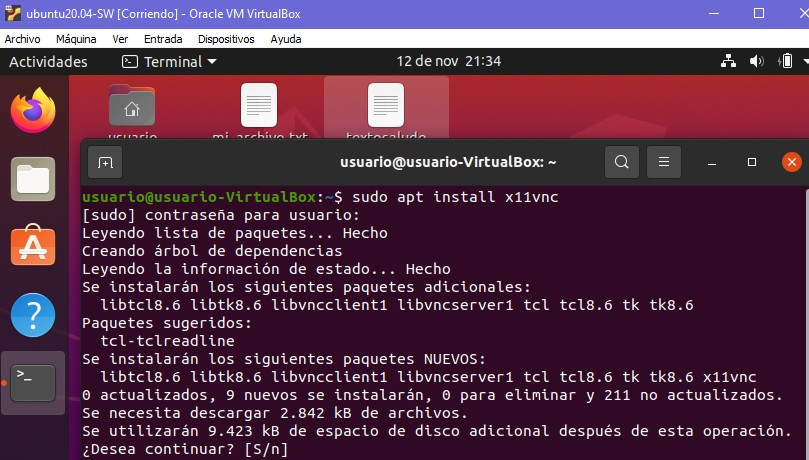 ubuntu20.04-SW [Corriendo] - Oracle VM VirtualBox
Archivo Máquina Ver Entrada Dispositivos Ayuda
Actividades Terminal 12 de nov 21:34
usuario mi_archivo.txt textosaludo
usuario@usuario-VirtualBox: ~
usuario@usuario-VirtualBox:~$ sudo apt install x11vnc
[sudo] contraseña para usuario:
Leyendo lista de paquetes... Hecho
Creando árbol de dependencias
Leyendo la información de estado... Hecho
Se instalarán los siguientes paquetes adicionales:
libtcl8.6 libtk8.6 libvncclient1 libvncserver1 tcl tcl8.6 tk tk8.6
Paquetes sugeridos:
tcl-tclreadline
Se instalarán los siguientes paquetes NUEVOS:
libtcl8.6 libtk8.6 libvncclient1 libvncserver1 tcl tcl8.6 tk tk8.6 x11vnc
0 actualizados, 9 nuevos se instalarán, 0 para eliminar y 211 no actualizados.
Se necesita descargar 2.842 kB de archivos.
Se utilizarán 9.423 kB de espacio de disco adicional después de esta operación.
¿Desea continuar? [S/n]